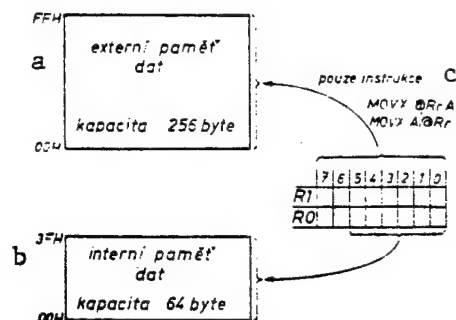 FFH
a
externí paměť
dat
kapacita 256 byte
00H
pouze instrukce
c
MOVX @Rr A
MOVX A,@Rr
7 6 5 4 3 2 1 0
R1
R0
b
3FH
interní paměť
dat
kapacita 64 byte
00H